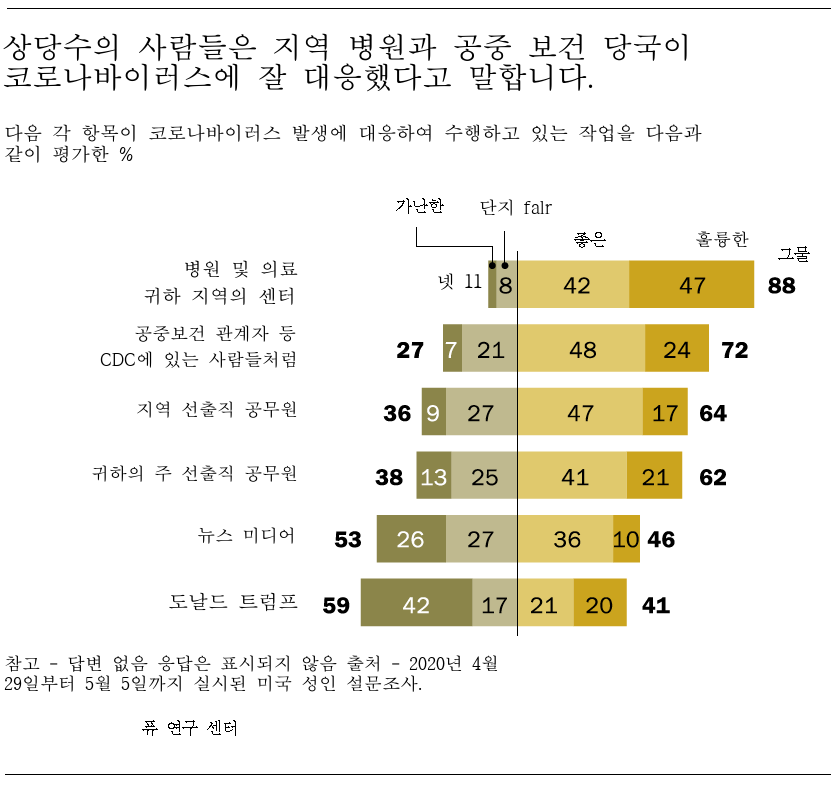 상당수의 사람들은 지역 병원과 공중 보건 당국이
코로나바이러스에 잘 대응했다고 말합니다.
다음 각 항목이 코로나바이러스 발생에 대응하여 수행하고 있는 작업을 다음과
같이 평가한 %
가난한 단지 falr
좋은 훌륭한
그물
병원 및 의료
귀하 지역의 센터
넷 11 8 42 47 88
공중보건 관계자 등
CDC에 있는 사람들처럼
27 7 21 48 24 72
지역 선출직 공무원 36 9 27 47 17 64
귀하의 주 선출직 공무원 38 13 25 41 21 62
뉴스 미디어 53 26 27 36 10 46
도날드 트럼프 59 42 17 21 20 41
참고 - 답변 없음 응답은 표시되지 않음 출처 - 2020년 4월
29일부터 5월 5일까지 실시된 미국 성인 설문조사.
퓨 연구 센터